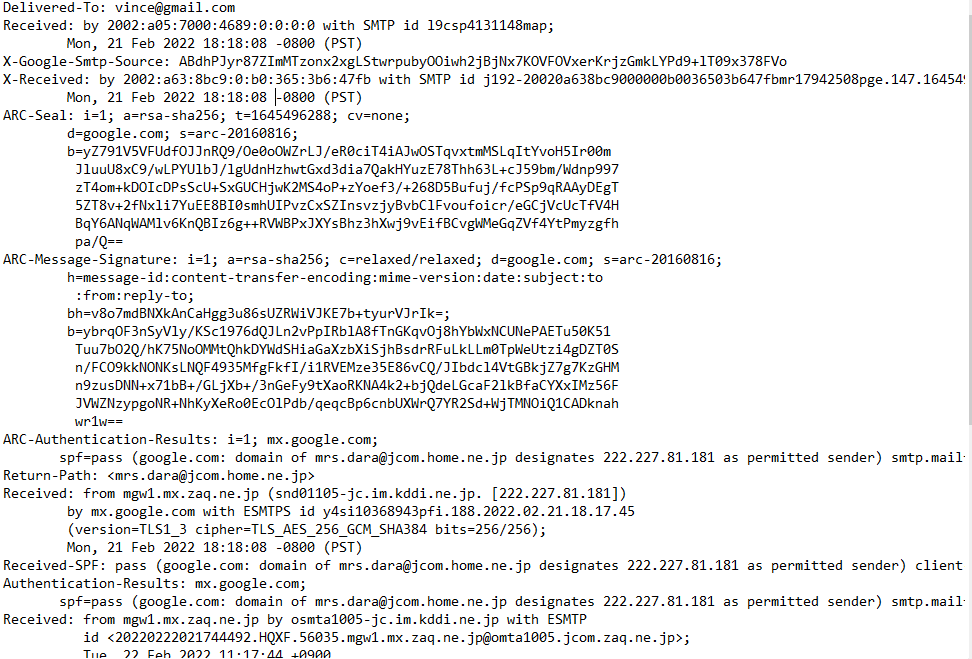 Delivered-To: vince@gmail.com
Received: by 2002:a05:7000:4689:0:0:0:0 with SMTP id l9csp4131148map;
Mon, 21 Feb 2022 18:18:08 -0800 (PST)
X-Google-Smtp-Source: ABdhPJyr87ZImMTzonx2xgLStwrpubyOOiwh2jBjNx7KOVFOVxerKrjzGmkLYPd9+lT09x378FVo
X-Received: by 2002:a63:8bc9:0:b0:365:3b6:47fb with SMTP id j192-20020a638bc9000000b0036503b647fbmr17942508pge.147.164549
Mon, 21 Feb 2022 18:18:08 -0800 (PST)
ARC-Seal: i=1; a=rsa-sha256; t=1645496288; cv=none;
d=google.com; s=arc-20160816;
b=yZ791V5VFUdfOJJnRQ9/Oe0oOWZrLJ/eR0ciT4iAJwOSTqvxtmMSLqItYvoH5Ir00m
JluuU8xC9/wLPYUlbJ/lgUdnHzhwtGxd3dia7QakHYuzE78Thh63L+cJ59bm/Wdnp997
zT4om+kDOIcDPsScU+SxGUCHjwK2MS4oP+zYoef3/+268D5Bufuj/fcPSp9qRAAyDEgT
5ZT8v+2fNxli7YuEE8BI0smhUIPvzCxSZInsvzjyBvbClFvoufoicr/eGCjVcUcTfV4H
BqY6ANqWAMlv6KnQBIz6g++RVWBPxJXYsBhz3hXwj9vEifBCvgWMeGqZVf4YtPmyzgfh
pa/Q==
ARC-Message-Signature: i=1; a=rsa-sha256; c=relaxed/relaxed; d=google.com; s=arc-20160816;
h=message-id:content-transfer-encoding:mime-version:date:subject:to
:from:reply-to;
bh=v8o7mdBNXkAnCaHgg3u86sUZRWiVJKE7b+tyurVJrIk=;
b=ybrqOF3nSyVly/KSc1976dQJLn2vPpIRblA8fTnGKqvOj8hYbWxNCUNePAETu50K51
Tuu7bO2Q/hK75NoOMMtQhkDYWdSHiaGaXzbXiSjhBsdrRFuLkLLm0TpWeUtzi4gDZT0S
n/FCO9kkNONKsLNQF4935MfgFkfI/i1RVEMze35E86vCQ/JIbdcl4VtGBkjZ7g7KzGHM
n9zusDNN+x71bB+/GLjXb+/3nGeFy9tXaoRKNA4k2+bjQdeLGcaF2lkBfaCYXxIMz56F
JVWZNzypgoNR+NhKyXeRo0EcOlPdb/qeqcBp6cnbUXWrQ7YR2Sd+WjTMNOiQ1CADknah
wr1w==
ARC-Authentication-Results: i=1; mx.google.com;
spf=pass (google.com: domain of mrs.dara@jcom.home.ne.jp designates 222.227.81.181 as permitted sender) smtp.mail
Return-Path: <mrs.dara@jcom.home.ne.jp>
Received: from mgw1.mx.zaq.ne.jp (snd01105-jc.im.kddi.ne.jp. [222.227.81.181])
by mx.google.com with ESMTPS id y4si10368943pfi.188.2022.02.21.18.17.45
(version=TLS1_3 cipher=TLS_AES_256_GCM_SHA384 bits=256/256);
Mon, 21 Feb 2022 18:18:08 -0800 (PST)
Received-SPF: pass (google.com: domain of mrs.dara@jcom.home.ne.jp designates 222.227.81.181 as permitted sender) client
Authentication-Results: mx.google.com;
spf=pass (google.com: domain of mrs.dara@jcom.home.ne.jp designates 222.227.81.181 as permitted sender) smtp.mail
Received: from mgw1.mx.zaq.ne.jp by osmta1005-jc.im.kddi.ne.jp with ESMTP
id <20220222021744492.HQXF.56035.mgw1.mx.zaq.ne.jp@omta1005.jcom.zaq.ne.jp>;
Tue, 22 Feb 2022 11:17:44 +0900